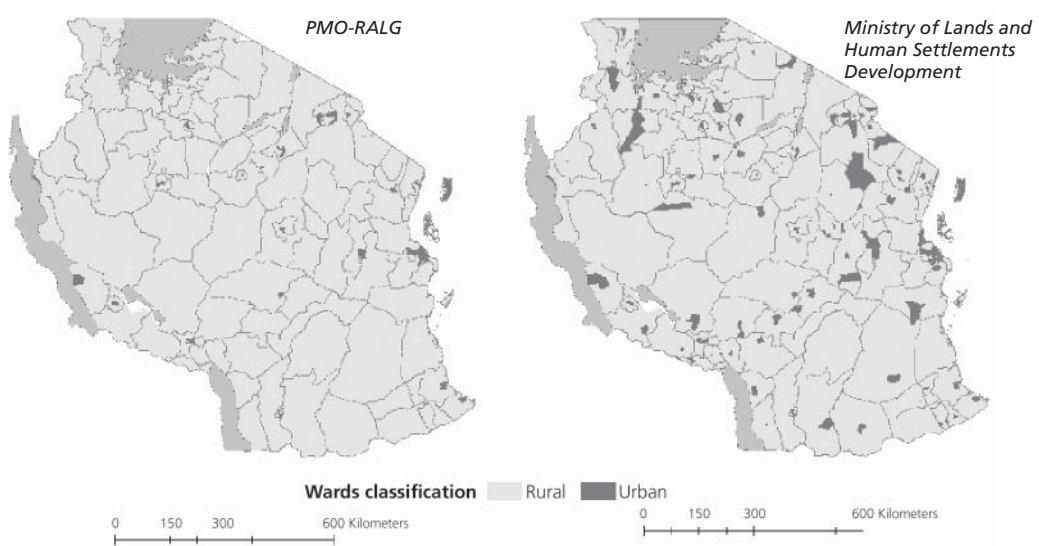 PMO-RALG
Ministry of Lands and
Human Settlements
Development
Wards classification Rural Urban
0 150 300 600 Kilometers
0 150 300 600 Kilometers